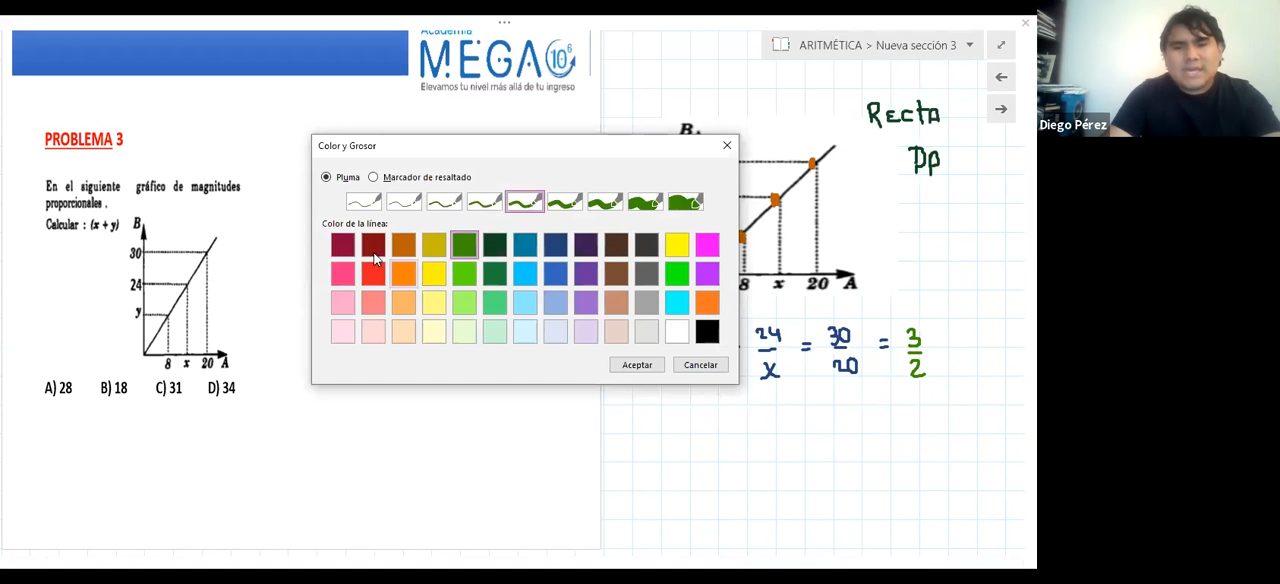 Academia
MEGA 10⁶
Elevamos tu nivel más allá de tu ingreso
ARITMÉTICA > Nueva sección 3
Diego Pérez
PROBLEMA 3
En el siguiente gráfico de magnitudes
proporcionales .
Calcular : (x + y)
B
30
24
y
8 x 20 A
A) 28 B) 18 C) 31 D) 34
Color y Grosor
Pluma Marcador de resaltado
Color de la línea:
Aceptar Cancelar
Recta
DP
B
8 x 20 A
24/x = 30/20 = 3/2